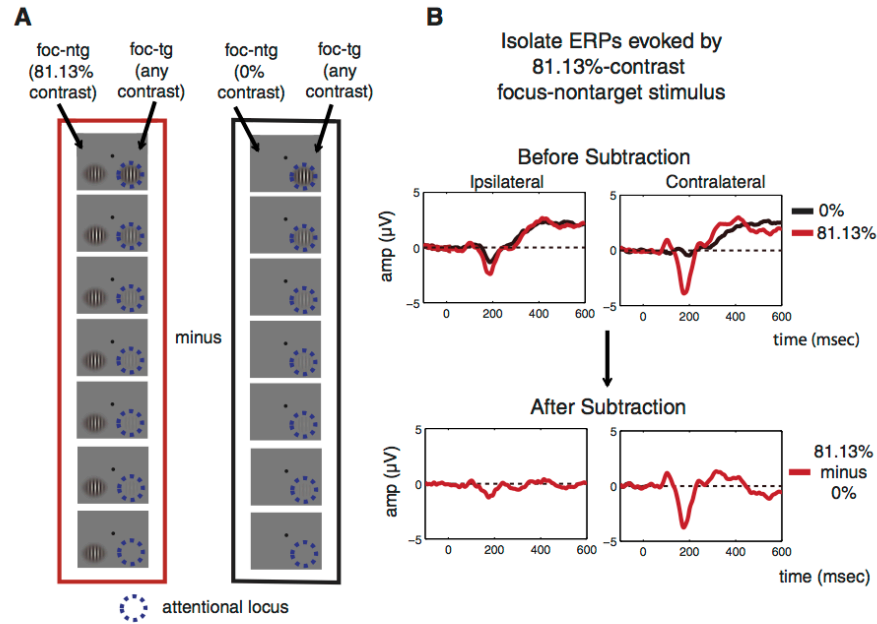 A
foc-ntg
(81.13%
contrast)
foc-tg
(any
contrast)
foc-ntg
(0%
contrast)
foc-tg
(any
contrast)
minus
attentional locus
B
Isolate ERPs evoked by
81.13%-contrast
focus-nontarget stimulus
Before Subtraction
Ipsilateral
Contralateral
5
0
−5
amp (µV)
0 200 400 600
5
0
−5
0 200 400 600
0%
81.13%
time (msec)
After Subtraction
5
0
−5
amp (µV)
0 200 400 600
5
0
−5
0 200 400 600
81.13%
minus
0%
time (msec)